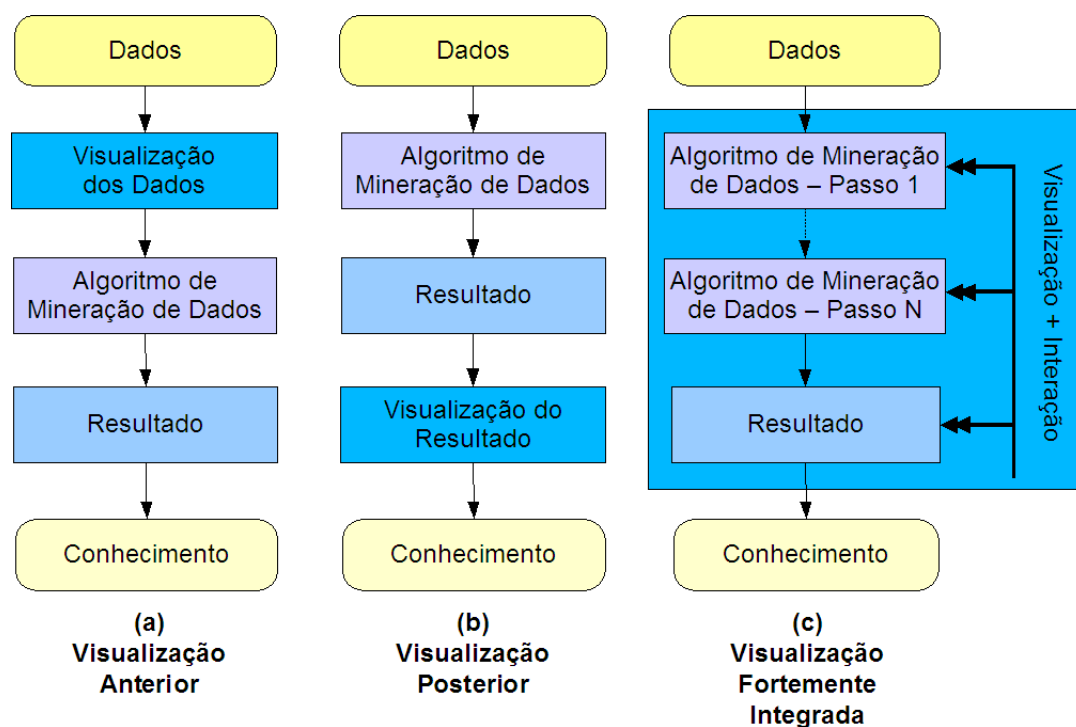 Dados
Visualização
dos Dados
Algoritmo de
Mineração de Dados
Resultado
Conhecimento
(a)
Visualização
Anterior
Dados
Algoritmo de
Mineração de Dados
Resultado
Visualização do
Resultado
Conhecimento
(b)
Visualização
Posterior
Dados
Algoritmo de Mineração
de Dados – Passo 1
Algoritmo de Mineração
de Dados – Passo N
Resultado
Visualização + Interação
Conhecimento
(c)
Visualização
Fortemente
Integrada